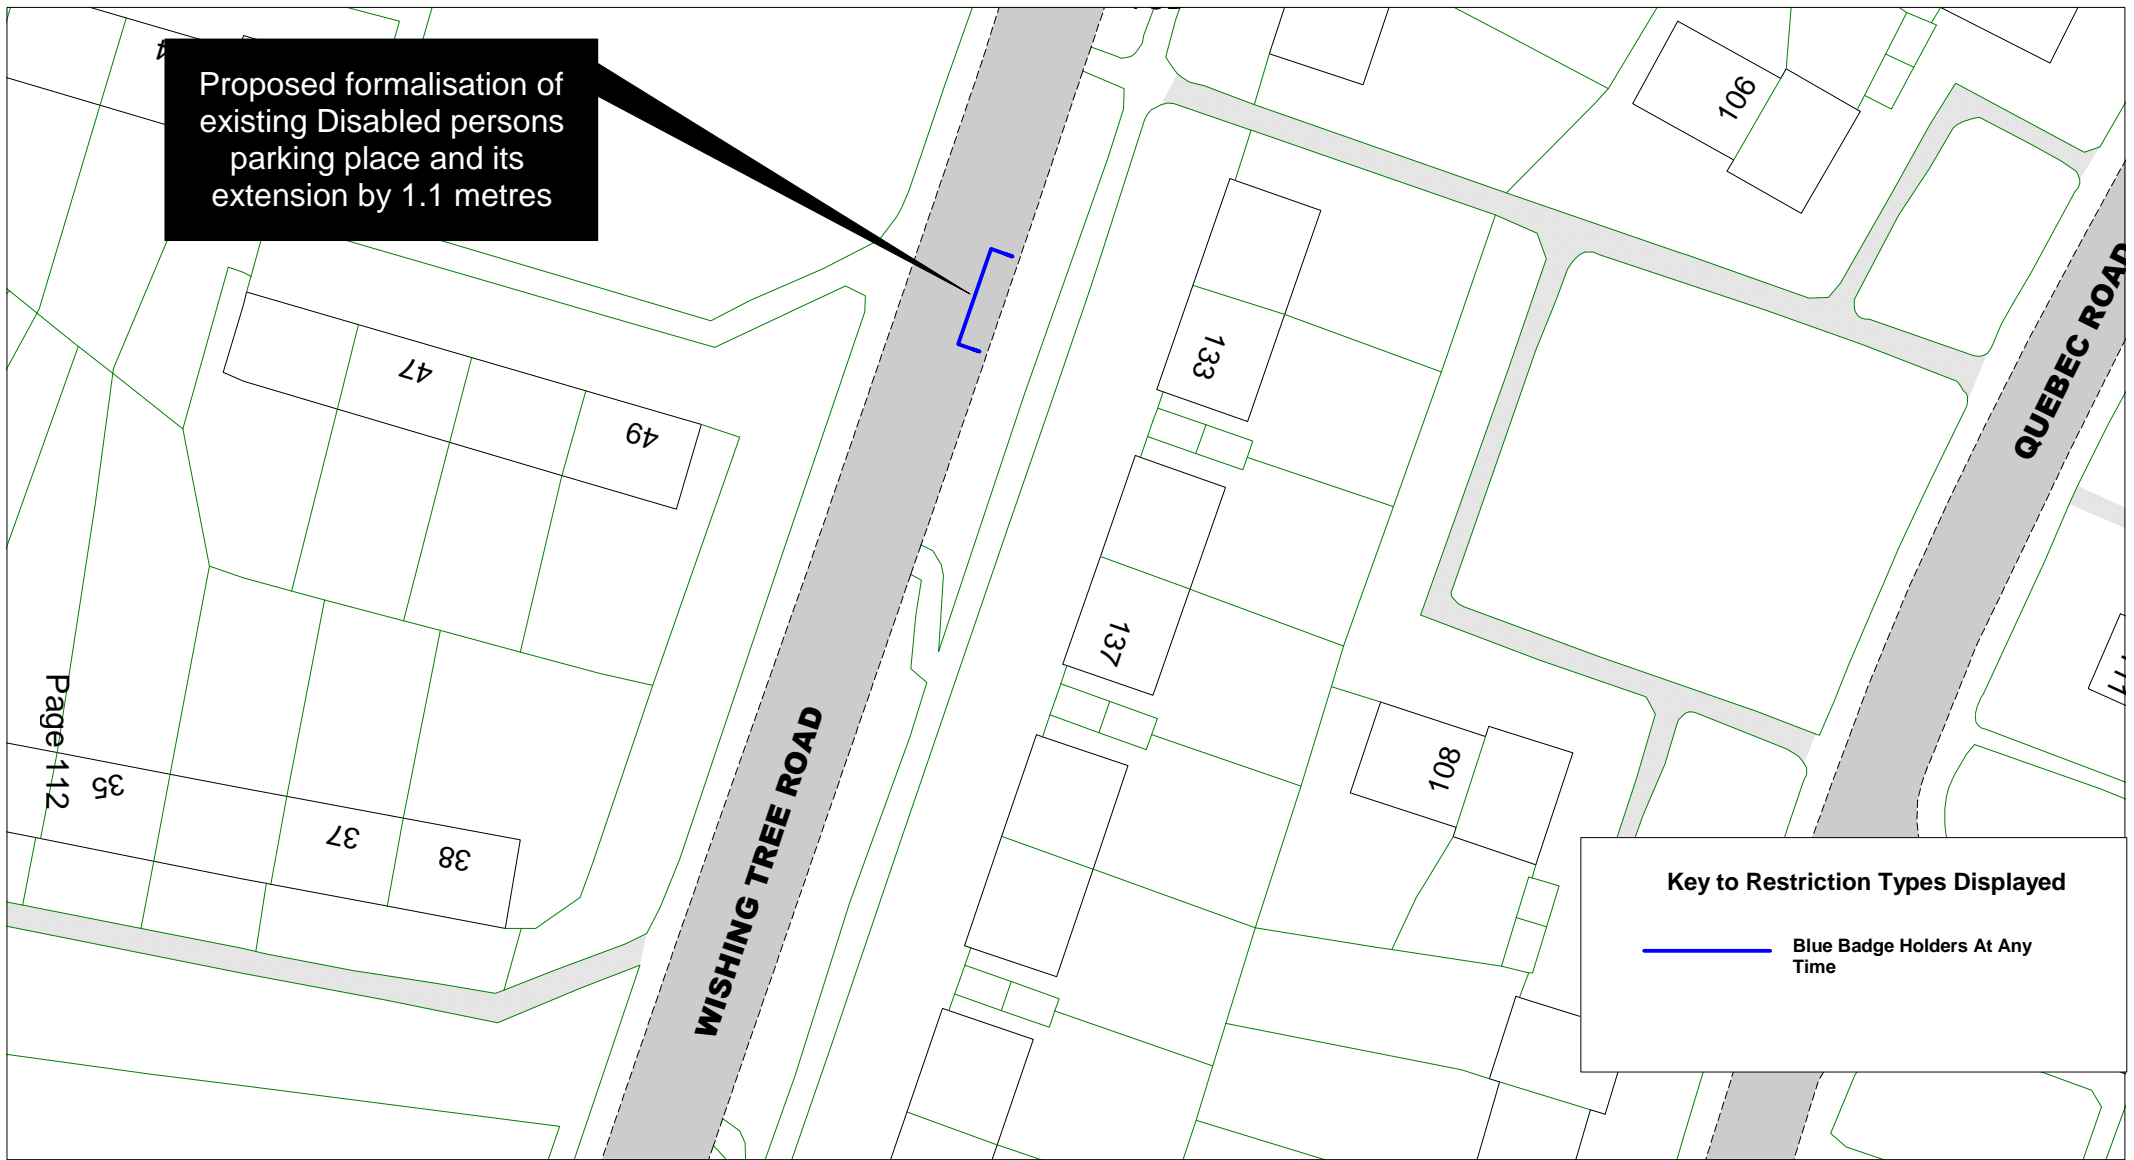 Proposed formalisation of
existing Disabled persons
parking place and its
extension by 1.1 metres
106
QUEBEC ROAD
133
47
49
137
WISHING TREE ROAD
108
Page 112
35
37
38
Key to Restriction Types Displayed
Blue Badge Holders At Any
Time